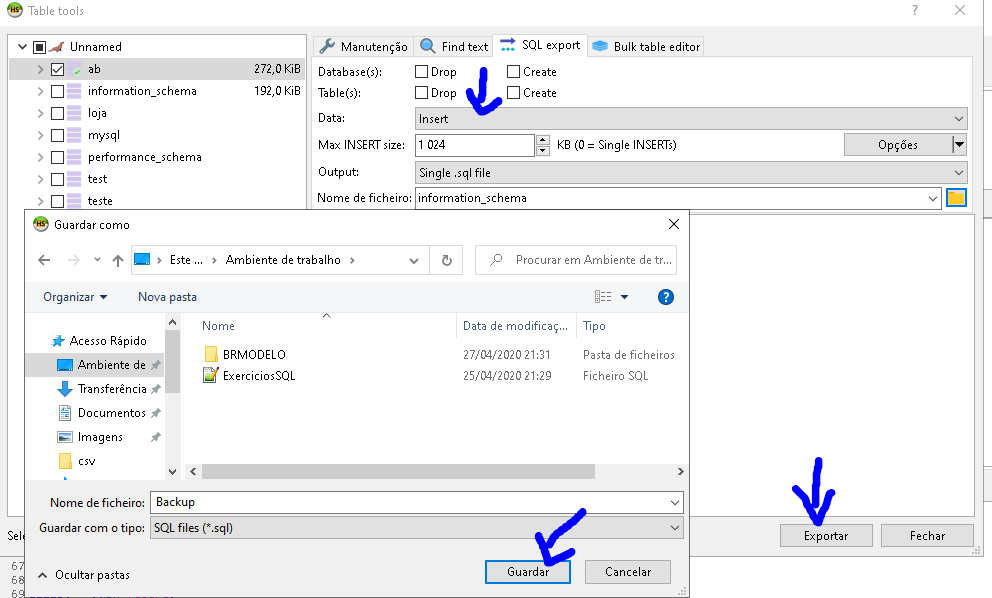 Table tools
Unnamed
ab 272,0 KiB
information_schema 192,0 KiB
loja
mysql
performance_schema
test
teste
Manutenção Find text SQL export Bulk table editor
Database(s): Drop Create
Table(s): Drop Create
Data: Insert
Max INSERT size: 1 024 KB (0 = Single INSERTs) Opções
Output: Single .sql file
Nome de ficheiro: information_schema
Guardar como
Este ... Ambiente de trabalho
Procurar em Ambiente de tr...
Organizar Nova pasta
Nome Data de modificaç... Tipo
Acesso Rápido
Ambiente de
Transferência
Documentos
Imagens
csv
BRMODELO 27/04/2020 21:31 Pasta de ficheiros
ExerciciosSQL 25/04/2020 21:29 Ficheiro SQL
Nome de ficheiro: Backup
Guardar com o tipo: SQL files (*.sql)
Ocultar pastas
Guardar Cancelar
Exportar Fechar
Sele
67
68
69